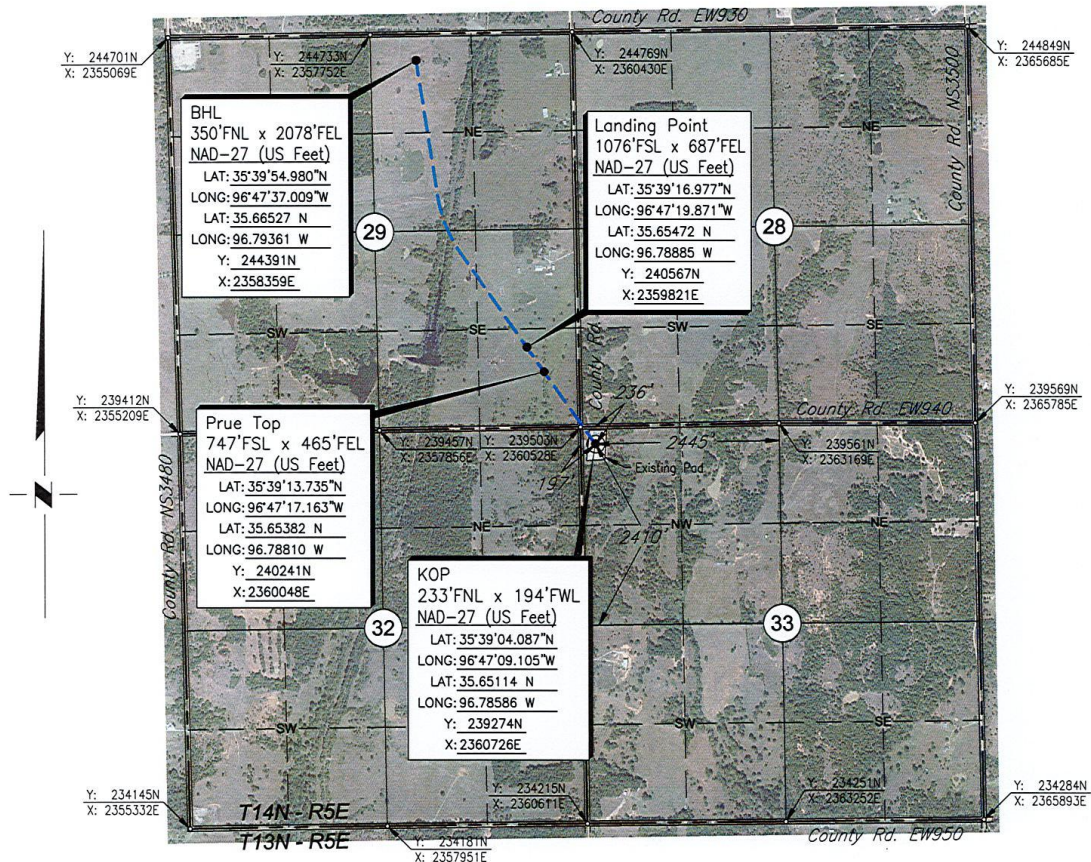 County Rd. EW930
Y: 244701N
X: 2355069E
Y: 244733N
X: 2357752E
Y: 244769N
X: 2360430E
Y: 244849N
X: 2365685E
County Rd. NS3500
BHL
350'FNL x 2078'FEL
NAD-27 (US Feet)
LAT: 35°39'54.980"N
LONG: 96°47'37.009"W
LAT: 35.66527 N
LONG: 96.79361 W
Y: 244391N
X: 2358359E
NE
Landing Point
1076'FSL x 687'FEL
NAD-27 (US Feet)
LAT: 35°39'16.977"N
LONG: 96°47'19.871"W
LAT: 35.65472 N
LONG: 96.78885 W
Y: 240567N
X: 2359821E
NE
29
28
SW
SE
County Rd.
SW
SE
N
Y: 239412N
X: 2355209E
236'
County Rd. EW940
Y: 239569N
X: 2365785E
Prue Top
747'FSL x 465'FEL
NAD-27 (US Feet)
LAT: 35°39'13.735"N
LONG: 96°47'17.163"W
LAT: 35.65382 N
LONG: 96.78810 W
Y: 240241N
X: 2360048E
Y: 239457N
X: 2357856E
Y: 239503N
X: 2360528E
2445'
Y: 239561N
X: 2363169E
Existing Pad
197'
County Rd. NS3480
NE
NW
NE
2410'
KOP
233'FNL x 194'FWL
NAD-27 (US Feet)
LAT: 35°39'04.087"N
LONG: 96°47'09.105"W
LAT: 35.65114 N
LONG: 96.78586 W
Y: 239274N
X: 2360726E
32
33
SW
SW
SE
Y: 234145N
X: 2355332E
T14N - R5E
T13N - R5E
Y: 234181N
X: 2357951E
Y: 234215N
X: 2360611E
Y: 234251N
X: 2363252E
Y: 234284N
X: 2365893E
County Rd. EW950